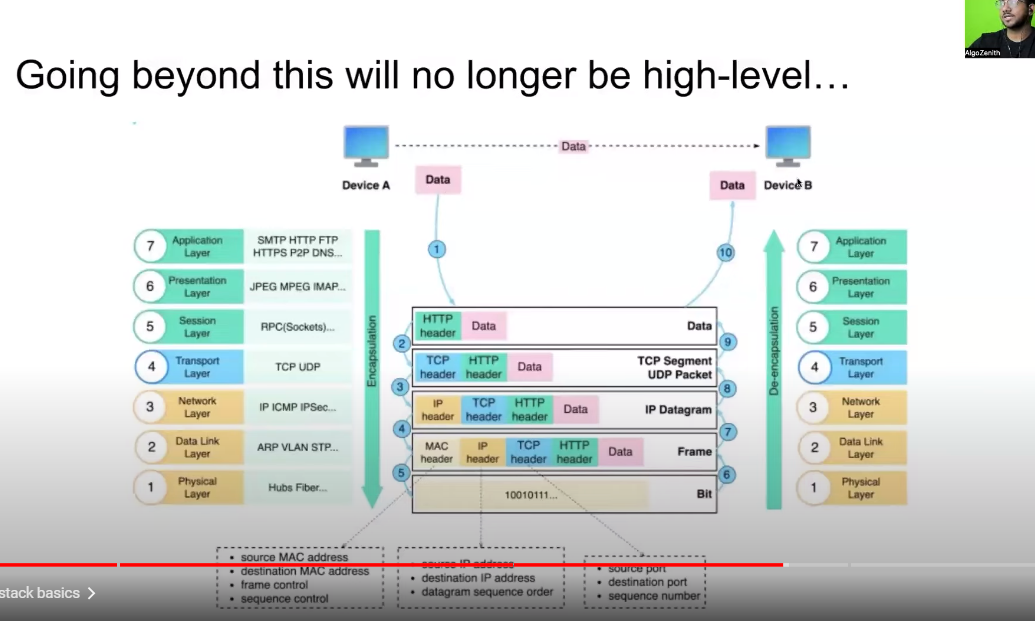 AlgoZenith
Going beyond this will no longer be high-level…
Data
Device A
Data
Data
Device B
1
10
7
Application
Layer
SMTP HTTP FTP
HTTPS P2P DNS...
6
Presentation
Layer
JPEG MPEG IMAP...
5
Session
Layer
RPC(Sockets)...
4
Transport
Layer
TCP UDP
3
Network
Layer
IP ICMP IPSec...
2
Data Link
Layer
ARP VLAN STP...
1
Physical
Layer
Hubs Fiber...
Encapsulation
HTTP
header
Data
Data
2
9
TCP
header
HTTP
header
Data
TCP Segment
UDP Packet
3
8
IP
header
TCP
header
HTTP
header
Data
IP Datagram
4
7
MAC
header
IP
header
TCP
header
HTTP
header
Data
Frame
5
6
10010111...
Bit
De-encapsulation
7
Application
Layer
6
Presentation
Layer
5
Session
Layer
4
Transport
Layer
3
Network
Layer
2
Data Link
Layer
1
Physical
Layer
• source MAC address
• destination MAC address
• frame control
• sequence control
• source IP address
• destination IP address
• datagram sequence order
• source port
• destination port
• sequence number
stack basics